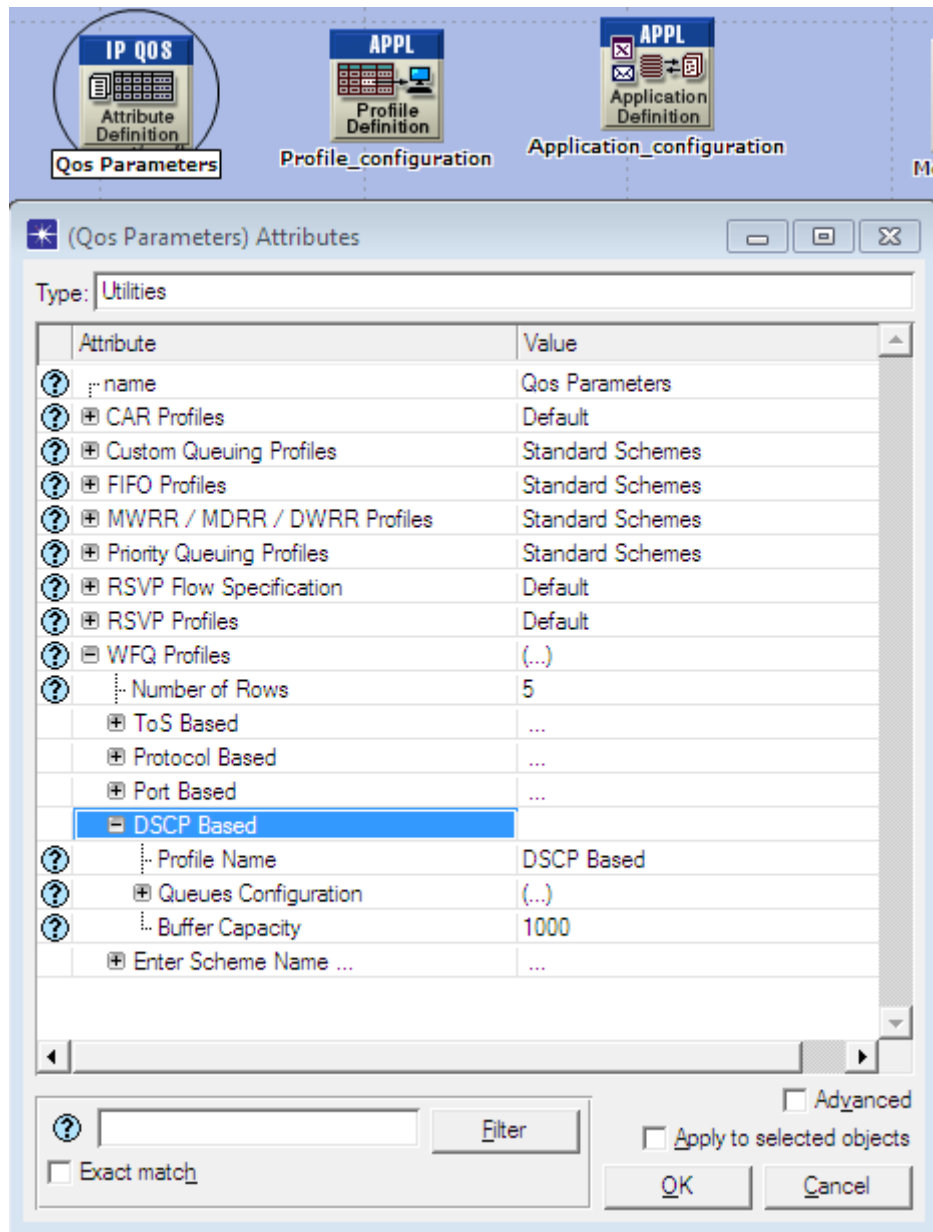 IP QOS
Attribute
Definition
Qos Parameters
APPL
Profiile
Definition
Profile_configuration
APPL
Application
Definition
Application_configuration
M
(Qos Parameters) Attributes
Type: Utilities
Attribute Value
name Qos Parameters
CAR Profiles Default
Custom Queuing Profiles Standard Schemes
FIFO Profiles Standard Schemes
MWRR / MDRR / DWRR Profiles Standard Schemes
Priority Queuing Profiles Standard Schemes
RSVP Flow Specification Default
RSVP Profiles Default
WFQ Profiles (...)
Number of Rows 5
ToS Based ...
Protocol Based ...
Port Based ...
DSCP Based
Profile Name DSCP Based
Queues Configuration (...)
Buffer Capacity 1000
Enter Scheme Name ... ...
Advanced
Filter
Apply to selected objects
Exact match
OK Cancel